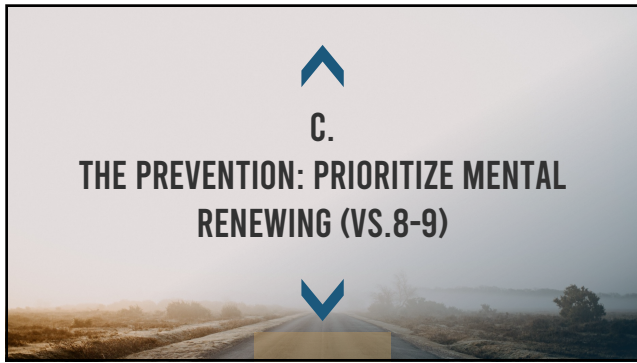 C.
THE PREVENTION: PRIORITIZE MENTAL
RENEWING (VS.8-9)